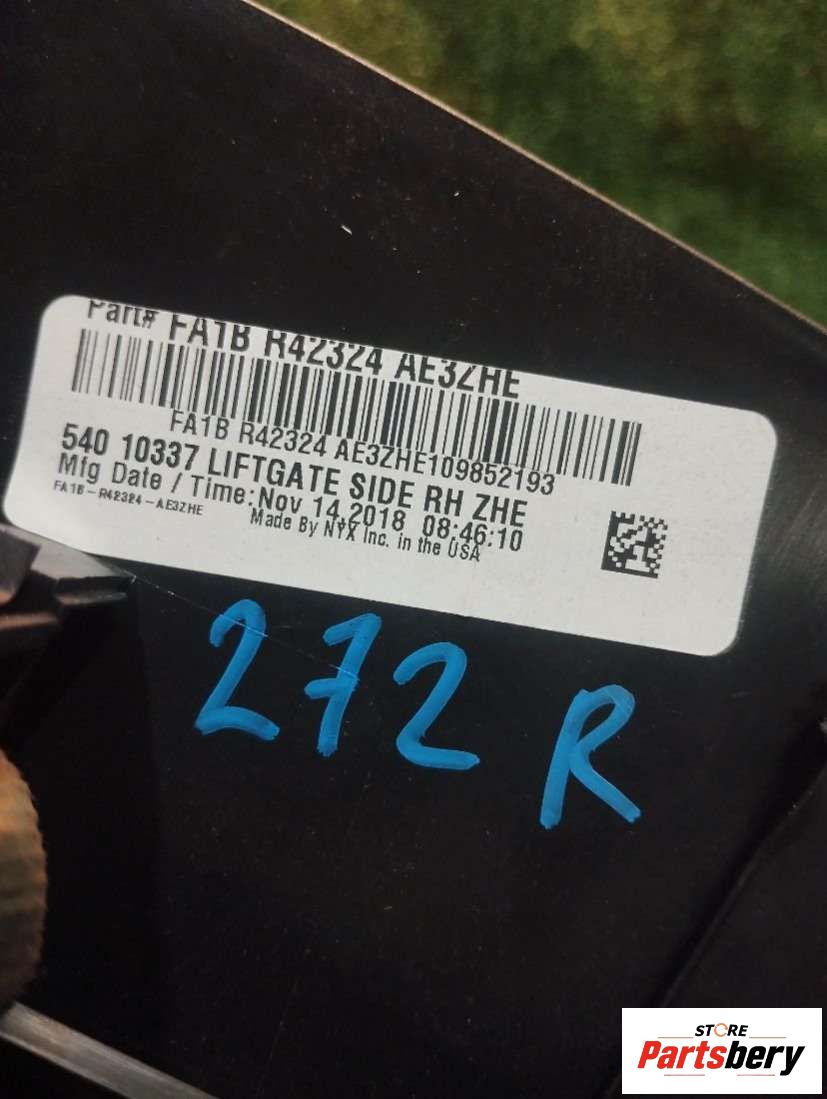 Part# FA1B R42324 AE3ZHE
FA1B R42324 AE3ZHE109852193
540 10337 LIFTGATE SIDE RH ZHE
Mfg Date / Time:Nov 14,2018 08:46:10
FA1B-R42324-AE3ZHE
Made By NYX Inc. in the USA
272 R
STORE
Partsbery